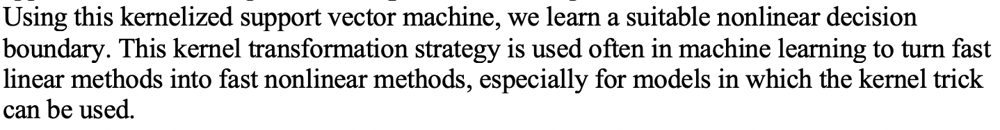 Using this kernelized support vector machine, we learn a suitable nonlinear decision
boundary. This kernel transformation strategy is used often in machine learning to turn fast
linear methods into fast nonlinear methods, especially for models in which the kernel trick
can be used.